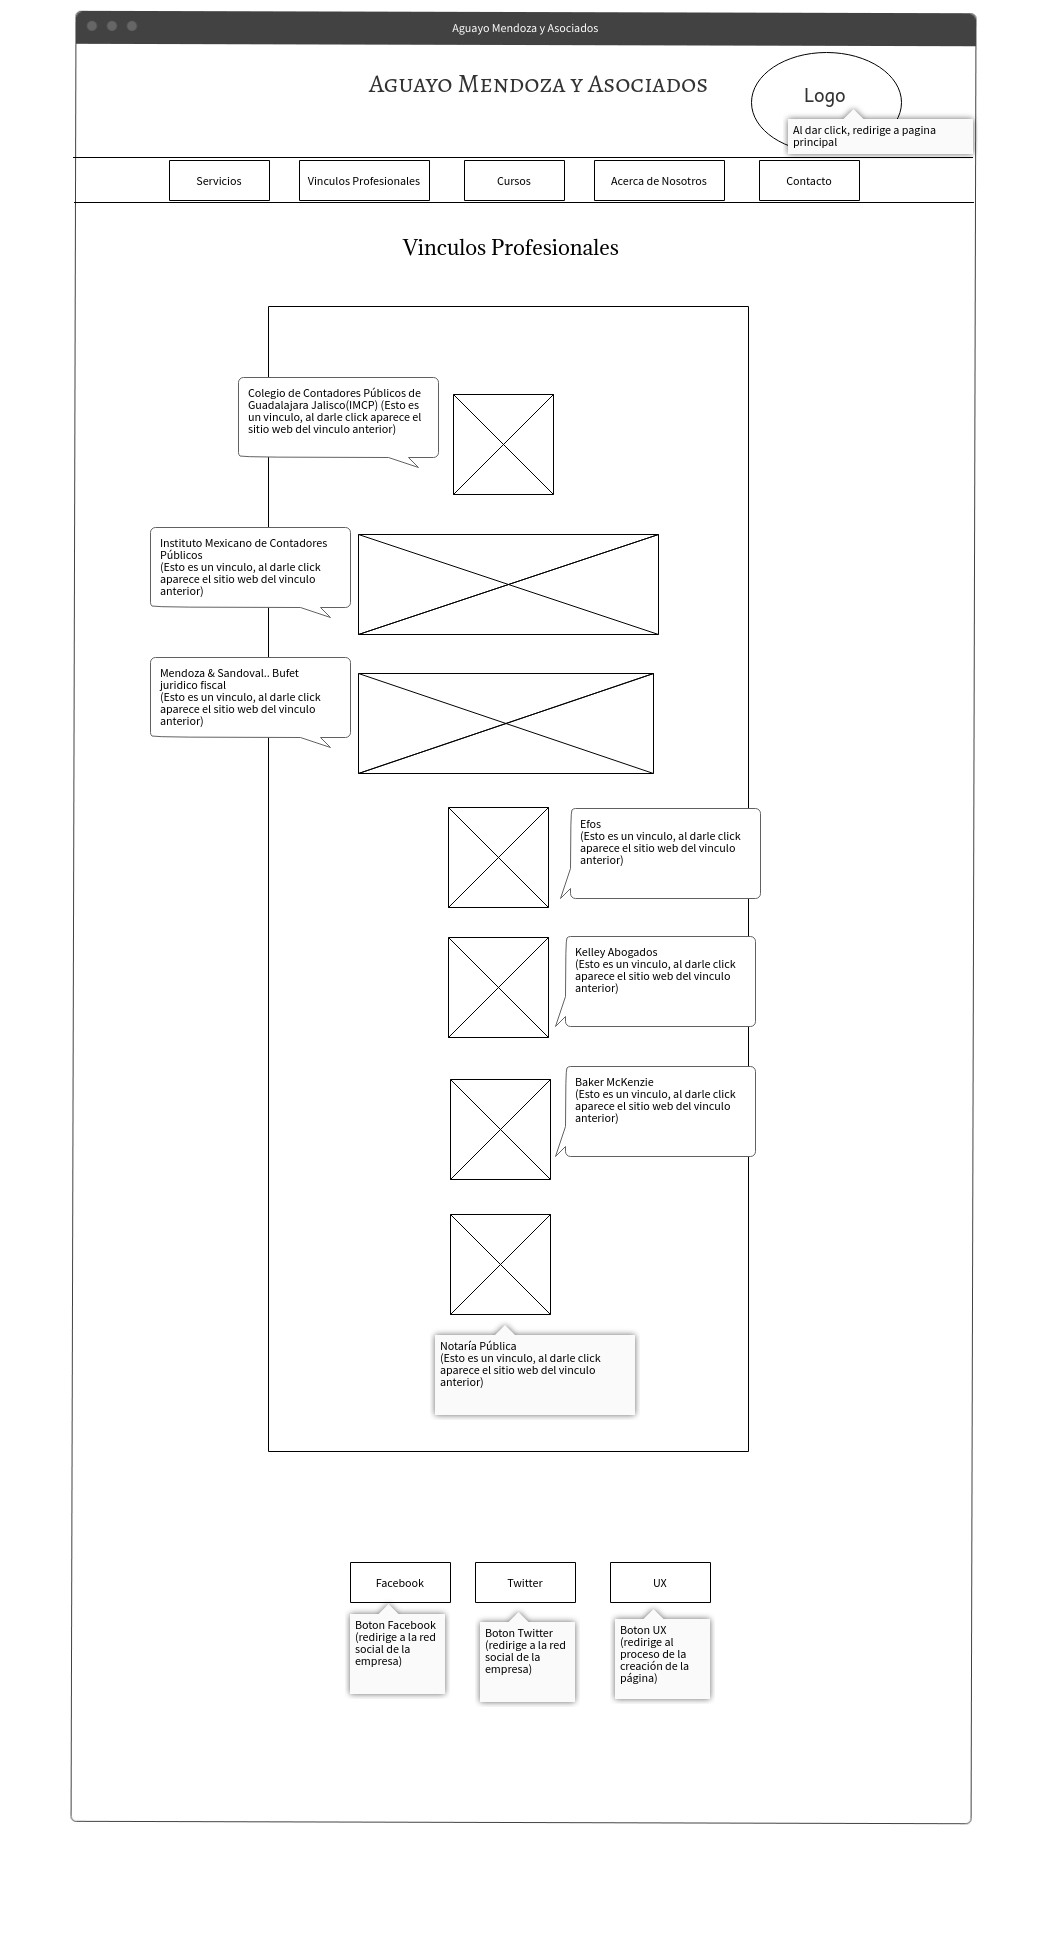 Aguayo Mendoza y Asociados
Aguayo Mendoza y Asociados
Logo
Al dar click, redirige a pagina
principal
Servicios
Vinculos Profesionales
Cursos
Acerca de Nosotros
Contacto
Vinculos Profesionales
Colegio de Contadores Públicos de
Guadalajara Jalisco(IMCP) (Esto es
un vinculo, al darle click aparece el
sitio web del vinculo anterior)
Instituto Mexicano de Contadores
Públicos
(Esto es un vinculo, al darle click
aparece el sitio web del vinculo
anterior)
Mendoza & Sandoval.. Bufet
juridico fiscal
(Esto es un vinculo, al darle click
aparece el sitio web del vinculo
anterior)
Efos
(Esto es un vinculo, al darle click
aparece el sitio web del vinculo
anterior)
Kelley Abogados
(Esto es un vinculo, al darle click
aparece el sitio web del vinculo
anterior)
Baker McKenzie
(Esto es un vinculo, al darle click
aparece el sitio web del vinculo
anterior)
Notaría Pública
(Esto es un vinculo, al darle click
aparece el sitio web del vinculo
anterior)
Facebook
Twitter
UX
Boton Facebook
(redirige a la red
social de la
empresa)
Boton Twitter
(redirige a la red
social de la
empresa)
Boton UX
(redirige al
proceso de la
creación de la
página)